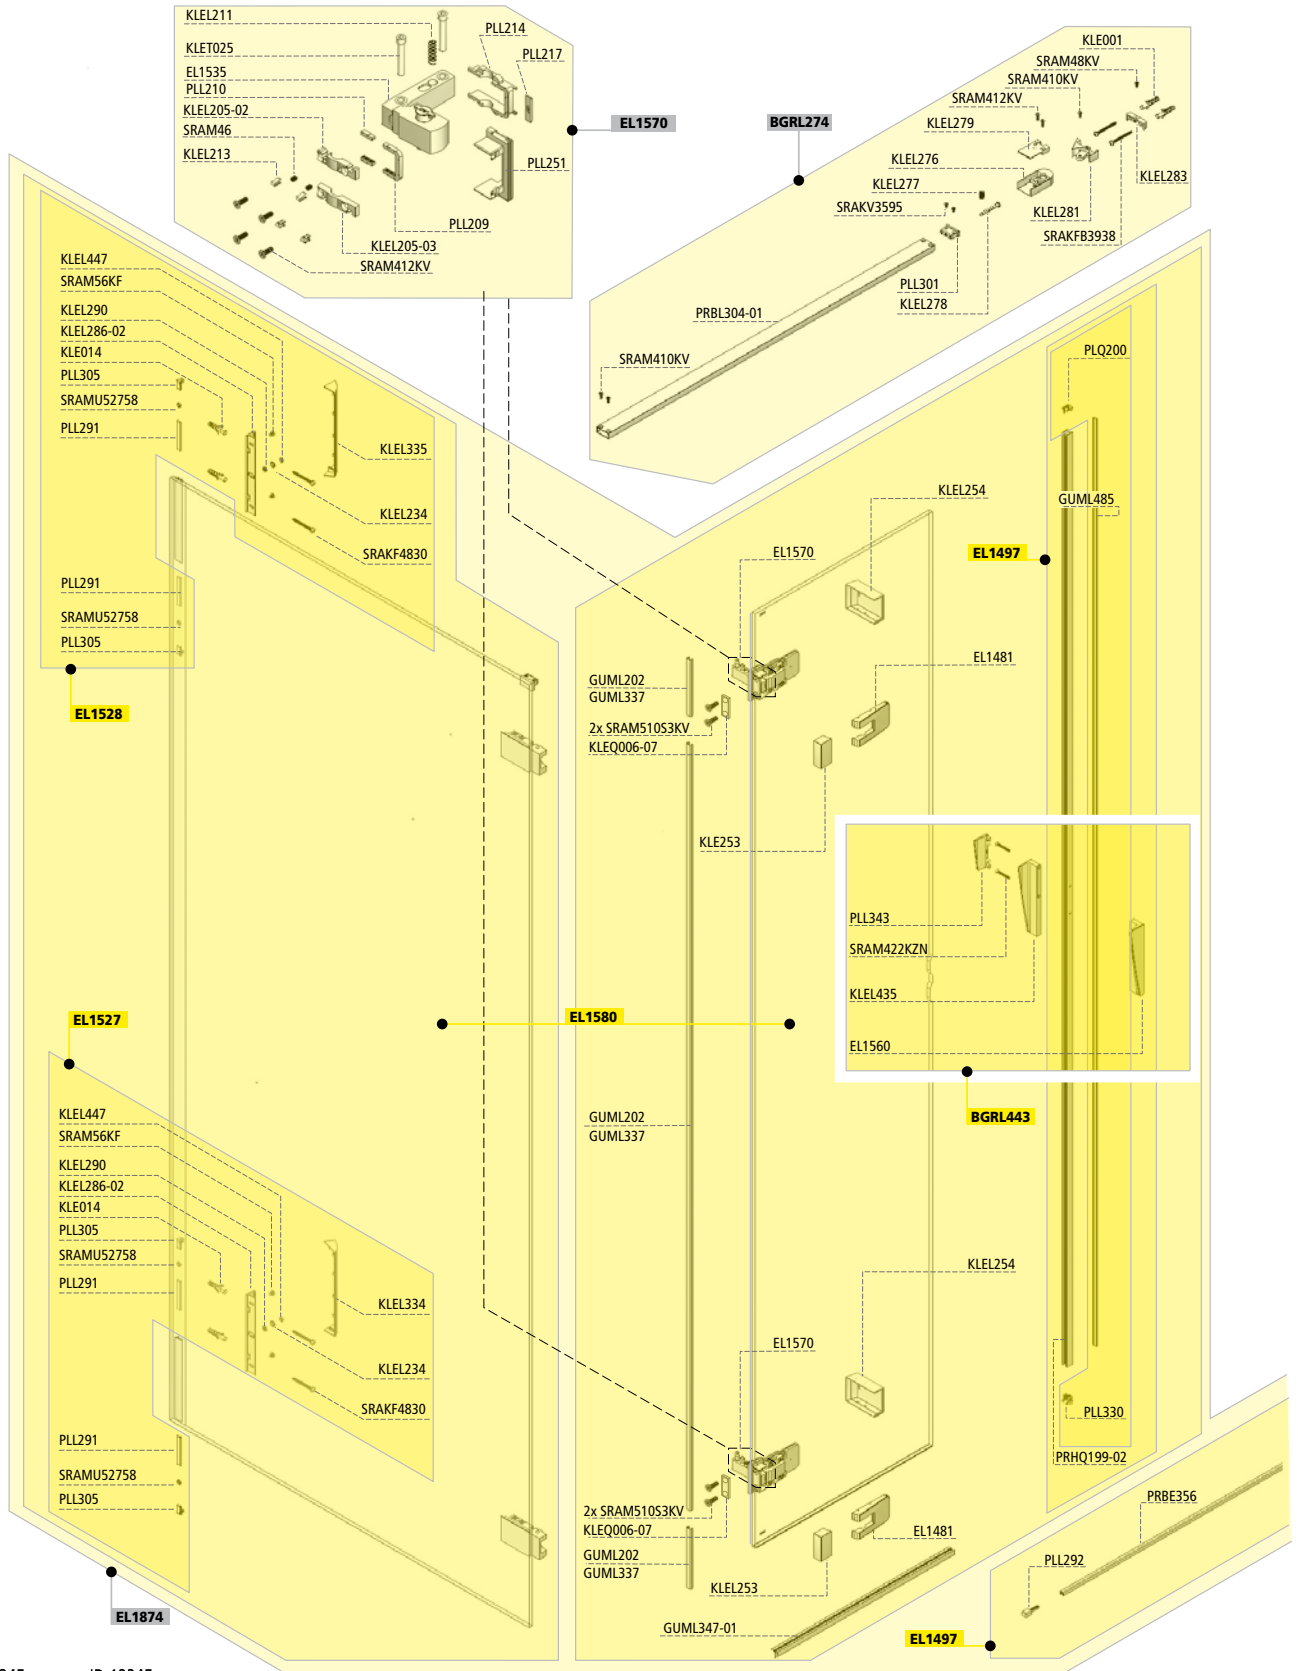 KLEL211
KLET025
EL1535
PLL210
KLEL205-02
SRAM46
KLEL213
PLL214
PLL217
EL1570
PLL251
PLL209
KLEL205-03
SRAM412KV
BGRL274
KLE001
SRAM48KV
SRAM410KV
SRAM412KV
KLEL279
KLEL276
KLEL277
SRAKV3595
KLEL283
KLEL281
SRAKFB3938
PLL301
KLEL278
PRBL304-01
SRAM410KV
KLEL447
SRAM56KF
KLEL290
KLEL286-02
KLE014
PLL305
SRAMU52758
PLL291
KLEL335
KLEL234
SRAKF4830
PLL291
SRAMU52758
PLL305
EL1528
PLQ200
GUML485
EL1497
KLEL254
EL1570
EL1481
GUML202
GUML337
2x SRAM510S3KV
KLEQ006-07
KLE253
PLL343
SRAM422KZN
KLEL435
EL1560
BGRL443
EL1527
EL1580
KLEL447
SRAM56KF
KLEL290
KLEL286-02
KLE014
PLL305
SRAMU52758
PLL291
KLEL334
KLEL234
SRAKF4830
PLL291
SRAMU52758
PLL305
EL1874
GUML202
GUML337
KLEL254
EL1570
2x SRAM510S3KV
KLEQ006-07
GUML202
GUML337
EL1481
KLEL253
GUML347-01
PLL330
PRHQ199-02
PRBE356
PLL292
EL1497